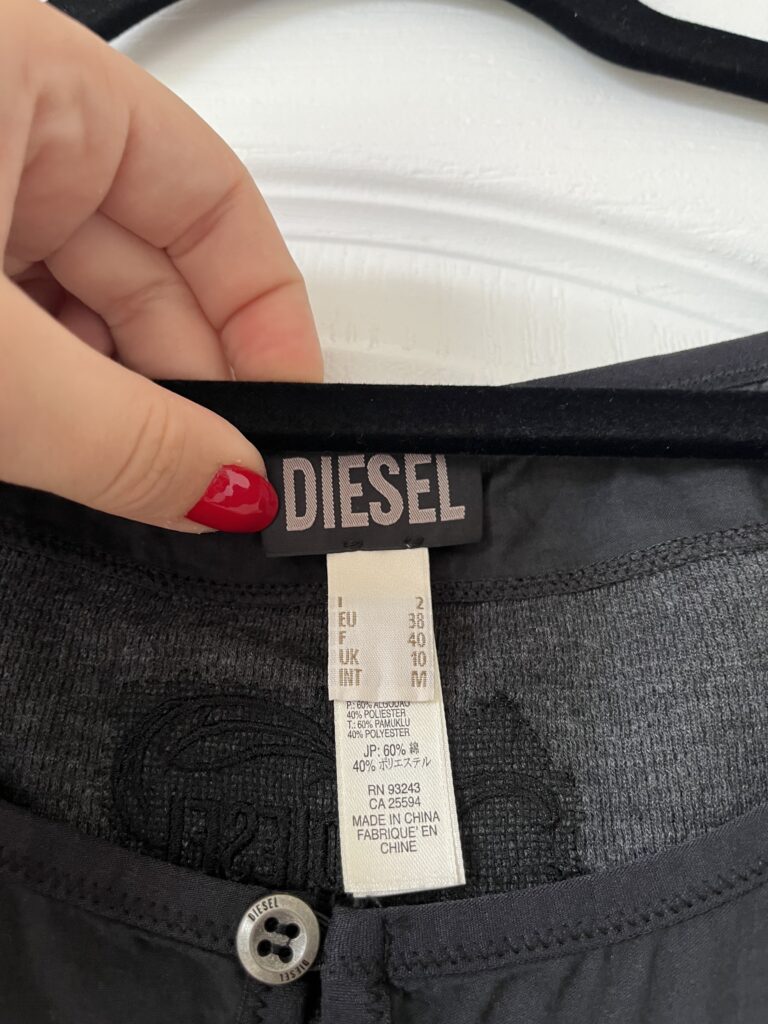 DIESEL
I 2
EU 38
F 40
UK 10
INT M
P.: 60% ALGODAO
40% POLIESTER
T.: 60% PAMUKLU
40% POLYESTER
JP: 60% 綿
40% ポリエステル
RN 93243
CA 25594
MADE IN CHINA
FABRIQUE' EN
CHINE
DIESEL
DIESEL